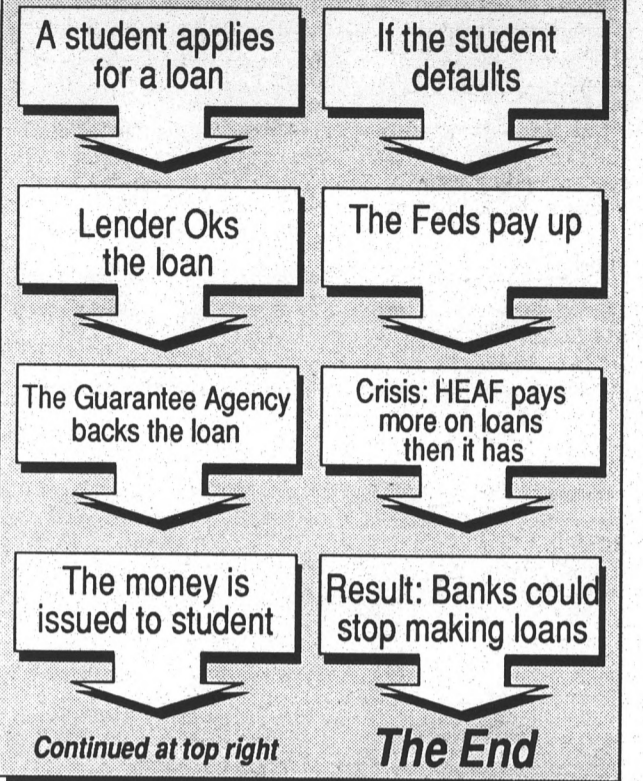 A student applies
for a loan
Lender Oks
the loan
The Guarantee Agency
backs the loan
The money is
issued to student
Continued at top right
If the student
defaults
The Feds pay up
Crisis: HEAF pays
more on loans
then it has
Result: Banks could
stop making loans
The End